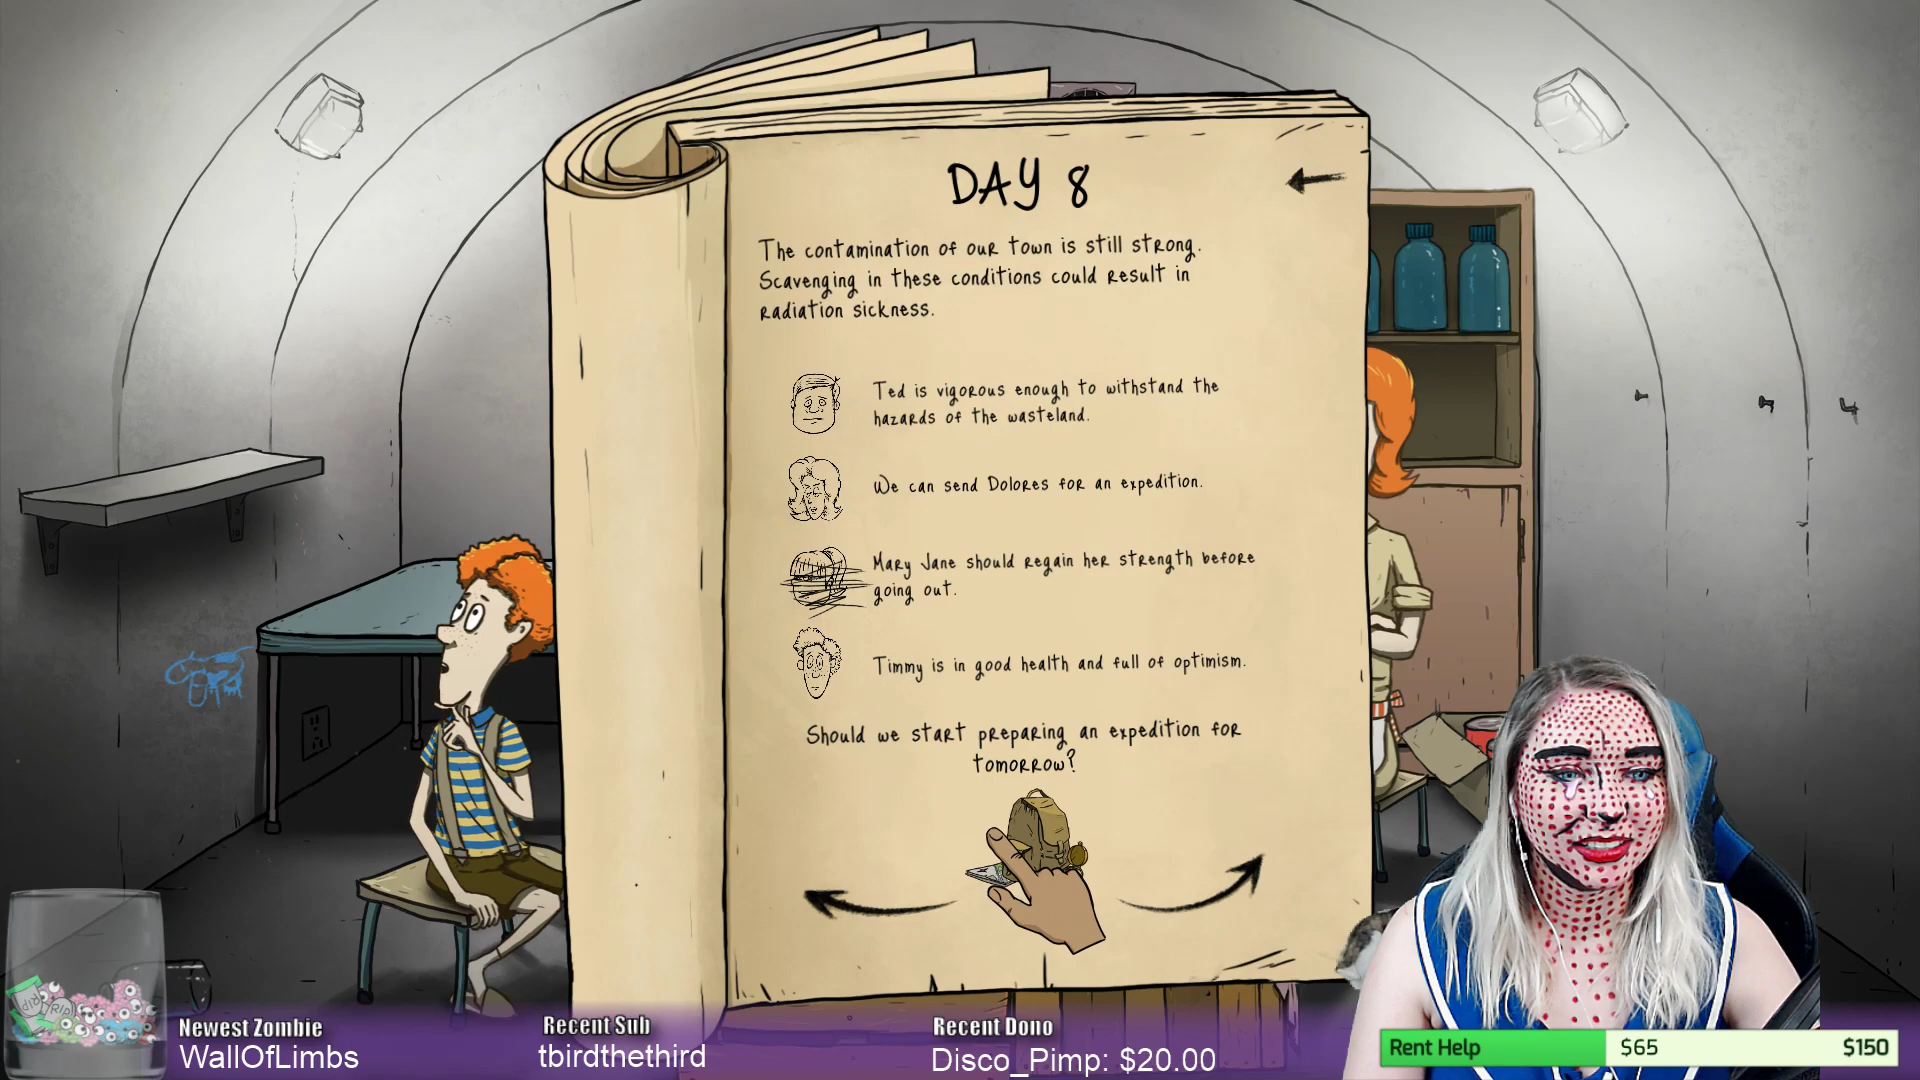 DAY 8
The contamination of our town is still strong.
Scavenging in these conditions could result in
radiation sickness.
Ted is vigorous enough to withstand the
hazards of the wasteland.
We can send Dolores for an expedition.
Mary Jane should regain her strength before
going out.
Timmy is in good health and full of optimism.
Should we start preparing an expedition for
tomorrow?
Newest Zombie
WallOfLimbs
Recent Sub
tbirdthethird
Recent Dono
Disco_Pimp: $20.00
Rent Help
$65
$150